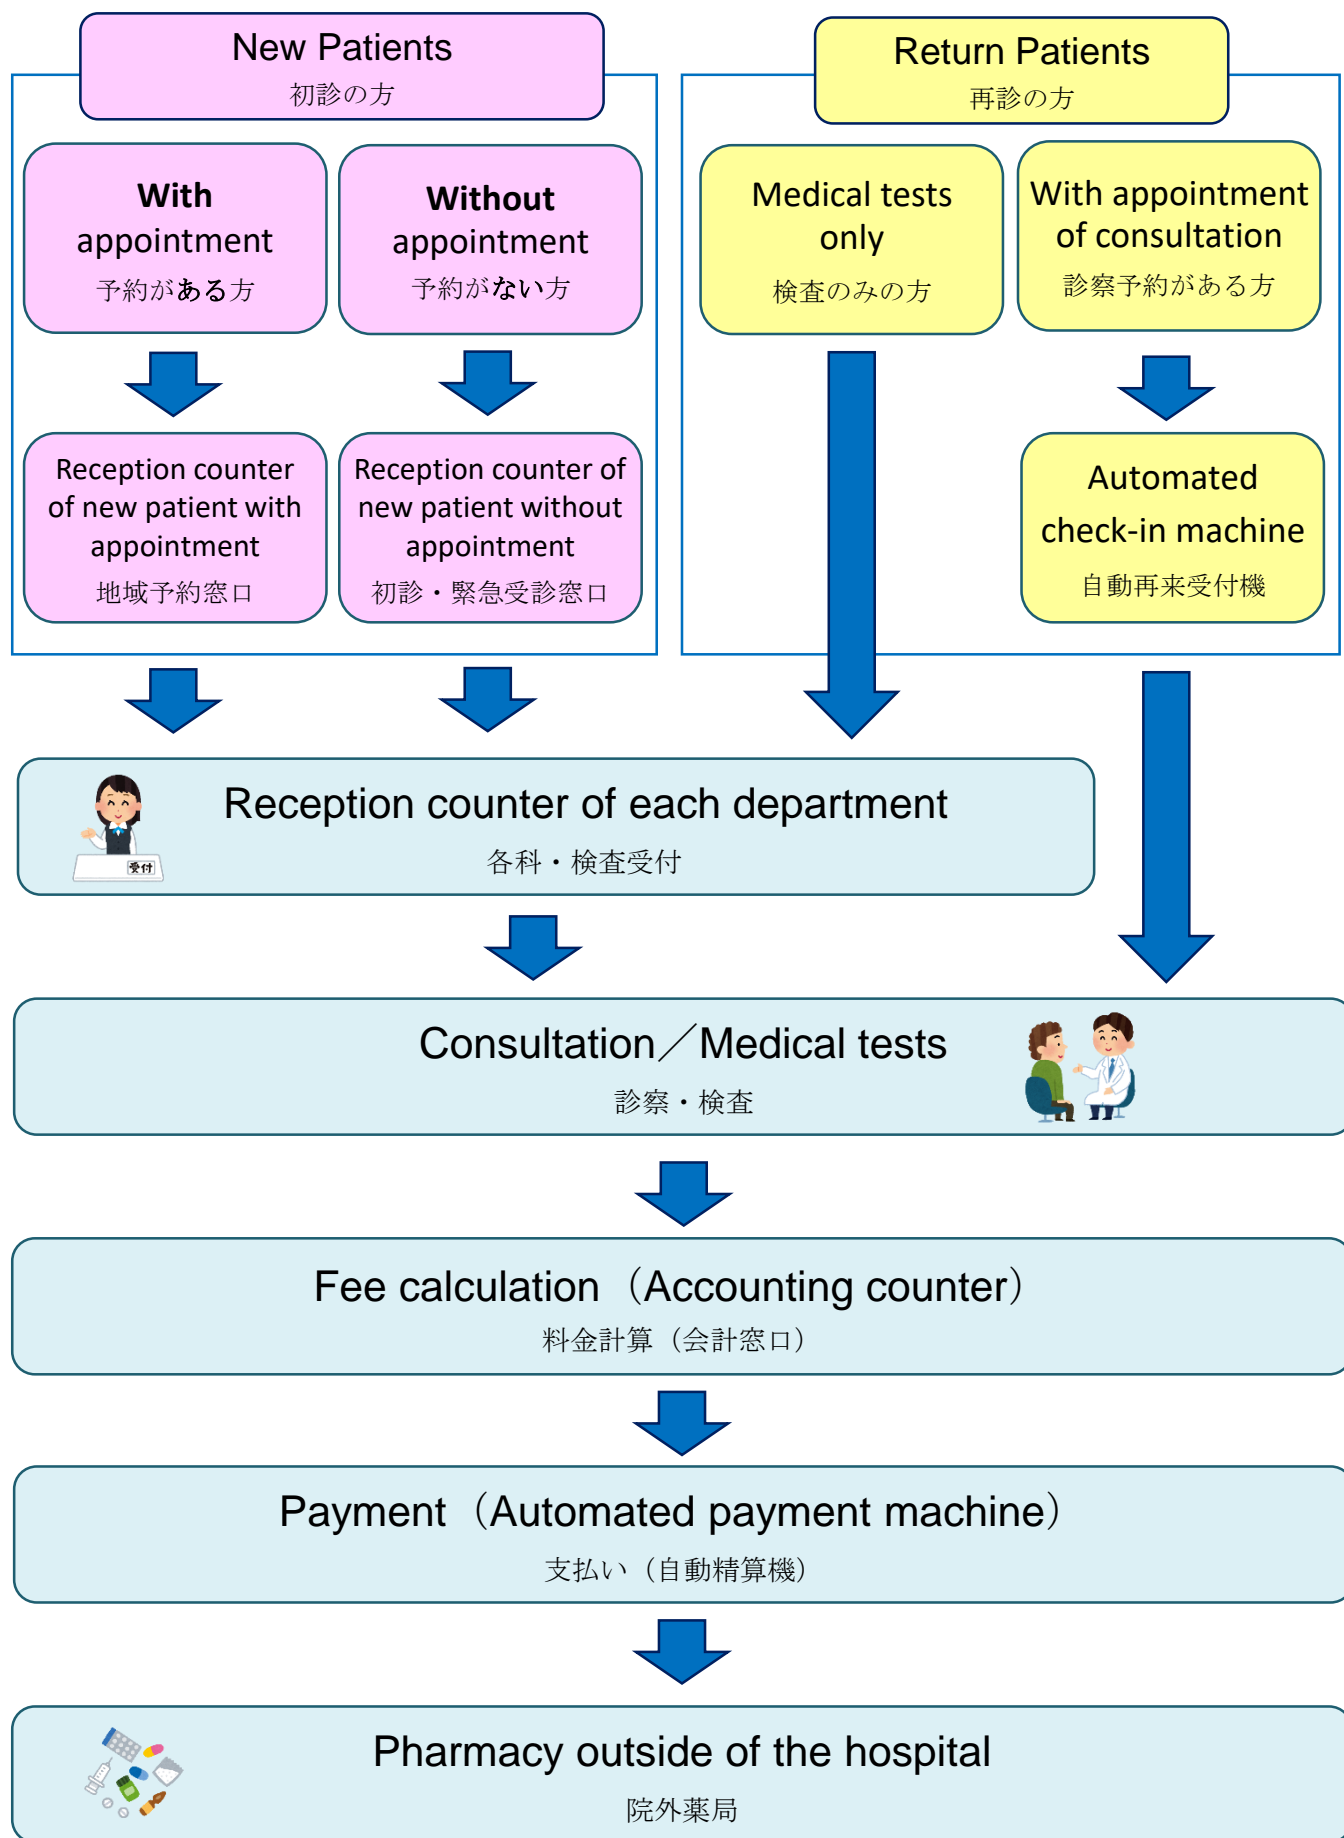 New Patients
初診の方
Return Patients
再診の方
With
appointment
予約がある方
Without
appointment
予約がない方
Medical tests
only
検査のみの方
With appointment
of consultation
診察予約がある方
Reception counter
of new patient with
appointment
地域予約窓口
Reception counter of
new patient without
appointment
初診・緊急受診窓口
Automated
check-in machine
自動再来受付機
Reception counter of each department
各科・検査受付
受付
Consultation／Medical tests
診察・検査
Fee calculation（Accounting counter）
料金計算（会計窓口）
Payment（Automated payment machine）
支払い（自動精算機）
Pharmacy outside of the hospital
院外薬局